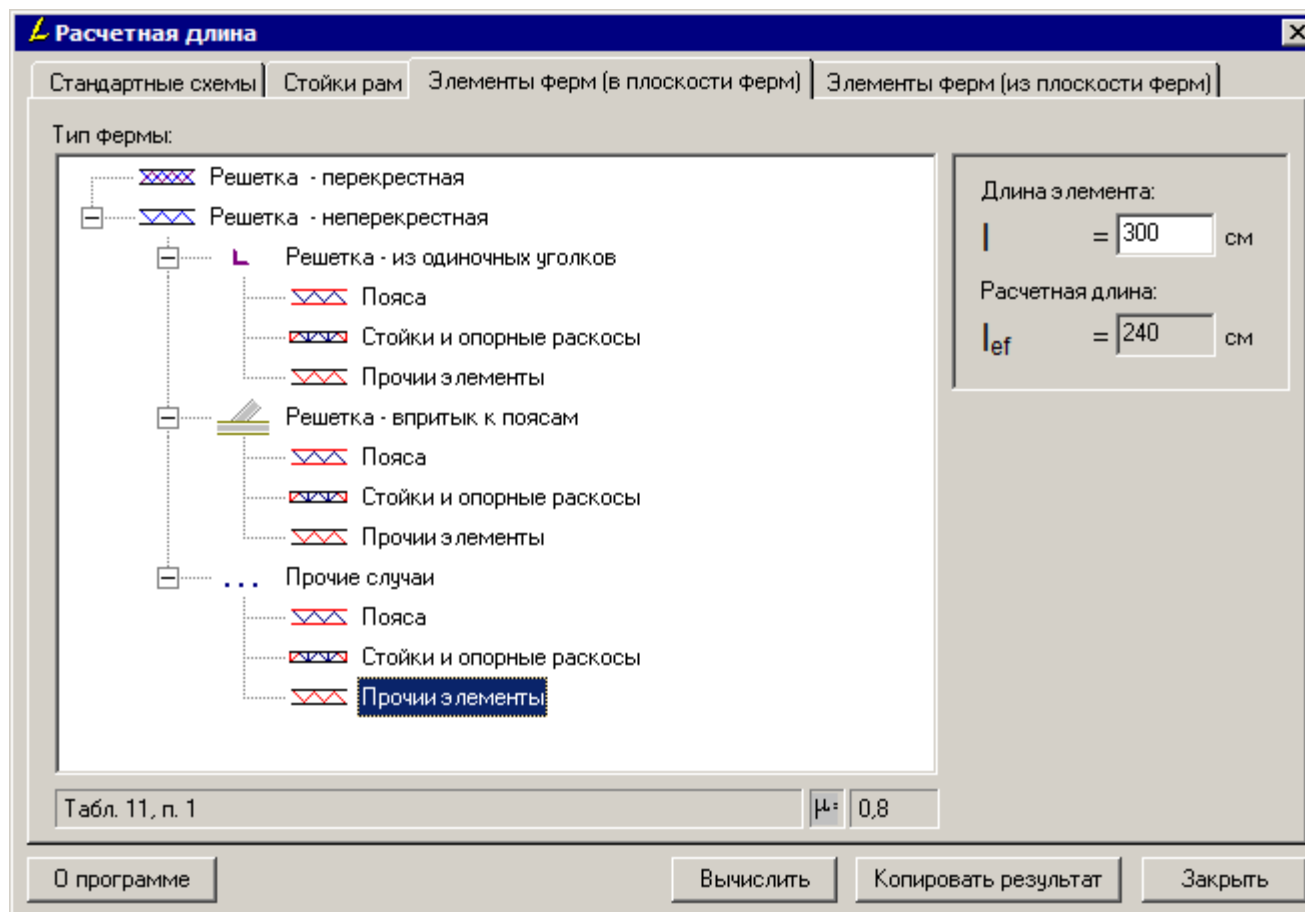 Расчетная длина
Стандартные схемы Стойки рам Элементы ферм (в плоскости ферм) Элементы ферм (из плоскости ферм)
Тип фермы:
Решетка - перекрестная
Решетка - неперекрестная
Решетка - из одиночных уголков
Пояса
Стойки и опорные раскосы
Прочии элементы
Решетка - впритык к поясам
Пояса
Стойки и опорные раскосы
Прочии элементы
... Прочие случаи
Пояса
Стойки и опорные раскосы
Прочии элементы
Длина элемента:
l = 300 см
Расчетная длина:
lef = 240 см
Табл. 11, п. 1 μ= 0,8
О программе Вычислить Копировать результат Закрыть